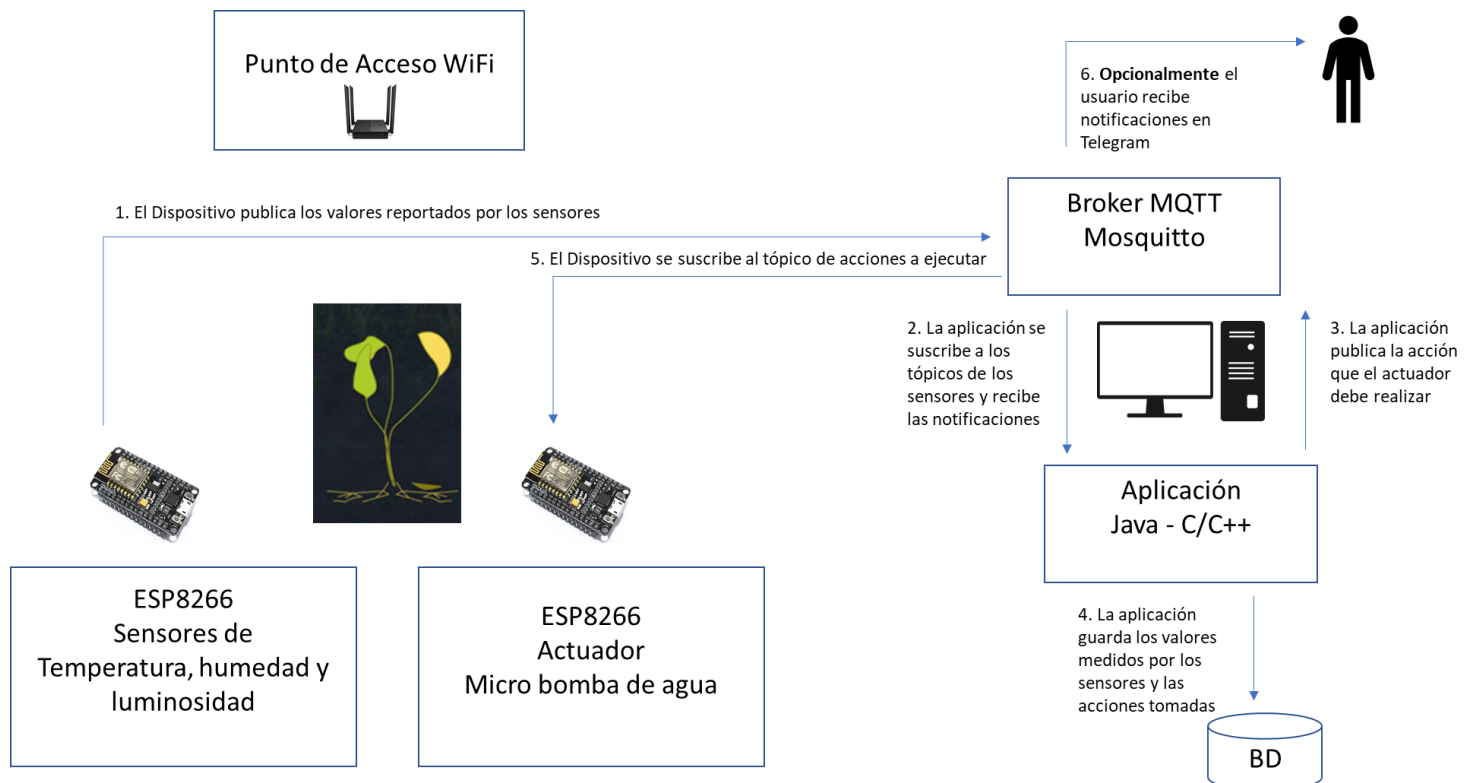 Punto de Acceso WiFi
6. Opcionalmente el
usuario recibe
notificaciones en
Telegram
Broker MQTT
Mosquitto
1. El Dispositivo publica los valores reportados por los sensores
5. El Dispositivo se suscribe al tópico de acciones a ejecutar
2. La aplicación se
suscribe a los
tópicos de los
sensores y recibe
las notificaciones
3. La aplicación
publica la acción
que el actuador
debe realizar
Aplicación
Java - C/C++
ESP8266
Sensores de
Temperatura, humedad y
luminosidad
ESP8266
Actuador
Micro bomba de agua
4. La aplicación
guarda los valores
medidos por los
sensores y las
acciones tomadas
BD